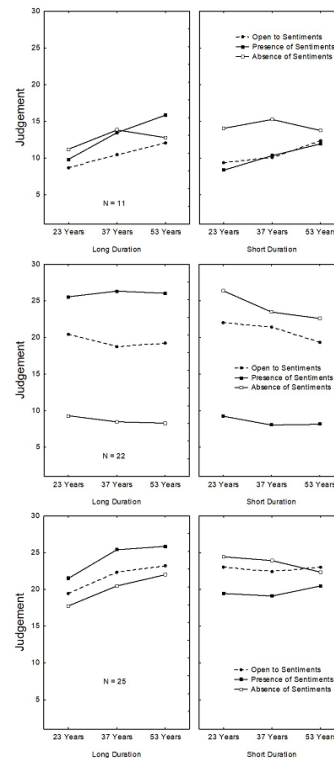 30
25
20
15
10
5
Judgement
23 Years 37 Years 53 Years
Long Duration
N = 11
Open to Sentiments
Presence of Sentiments
Absence of Sentiments
23 Years 37 Years 53 Years
Short Duration
30
25
20
15
10
5
Judgement
23 Years 37 Years 53 Years
Long Duration
N = 22
Open to Sentiments
Presence of Sentiments
Absence of Sentiments
23 Years 37 Years 53 Years
Short Duration
30
25
20
15
10
5
Judgement
23 Years 37 Years 53 Years
Long Duration
N = 25
Open to Sentiments
Presence of Sentiments
Absence of Sentiments
23 Years 37 Years 53 Years
Short Duration